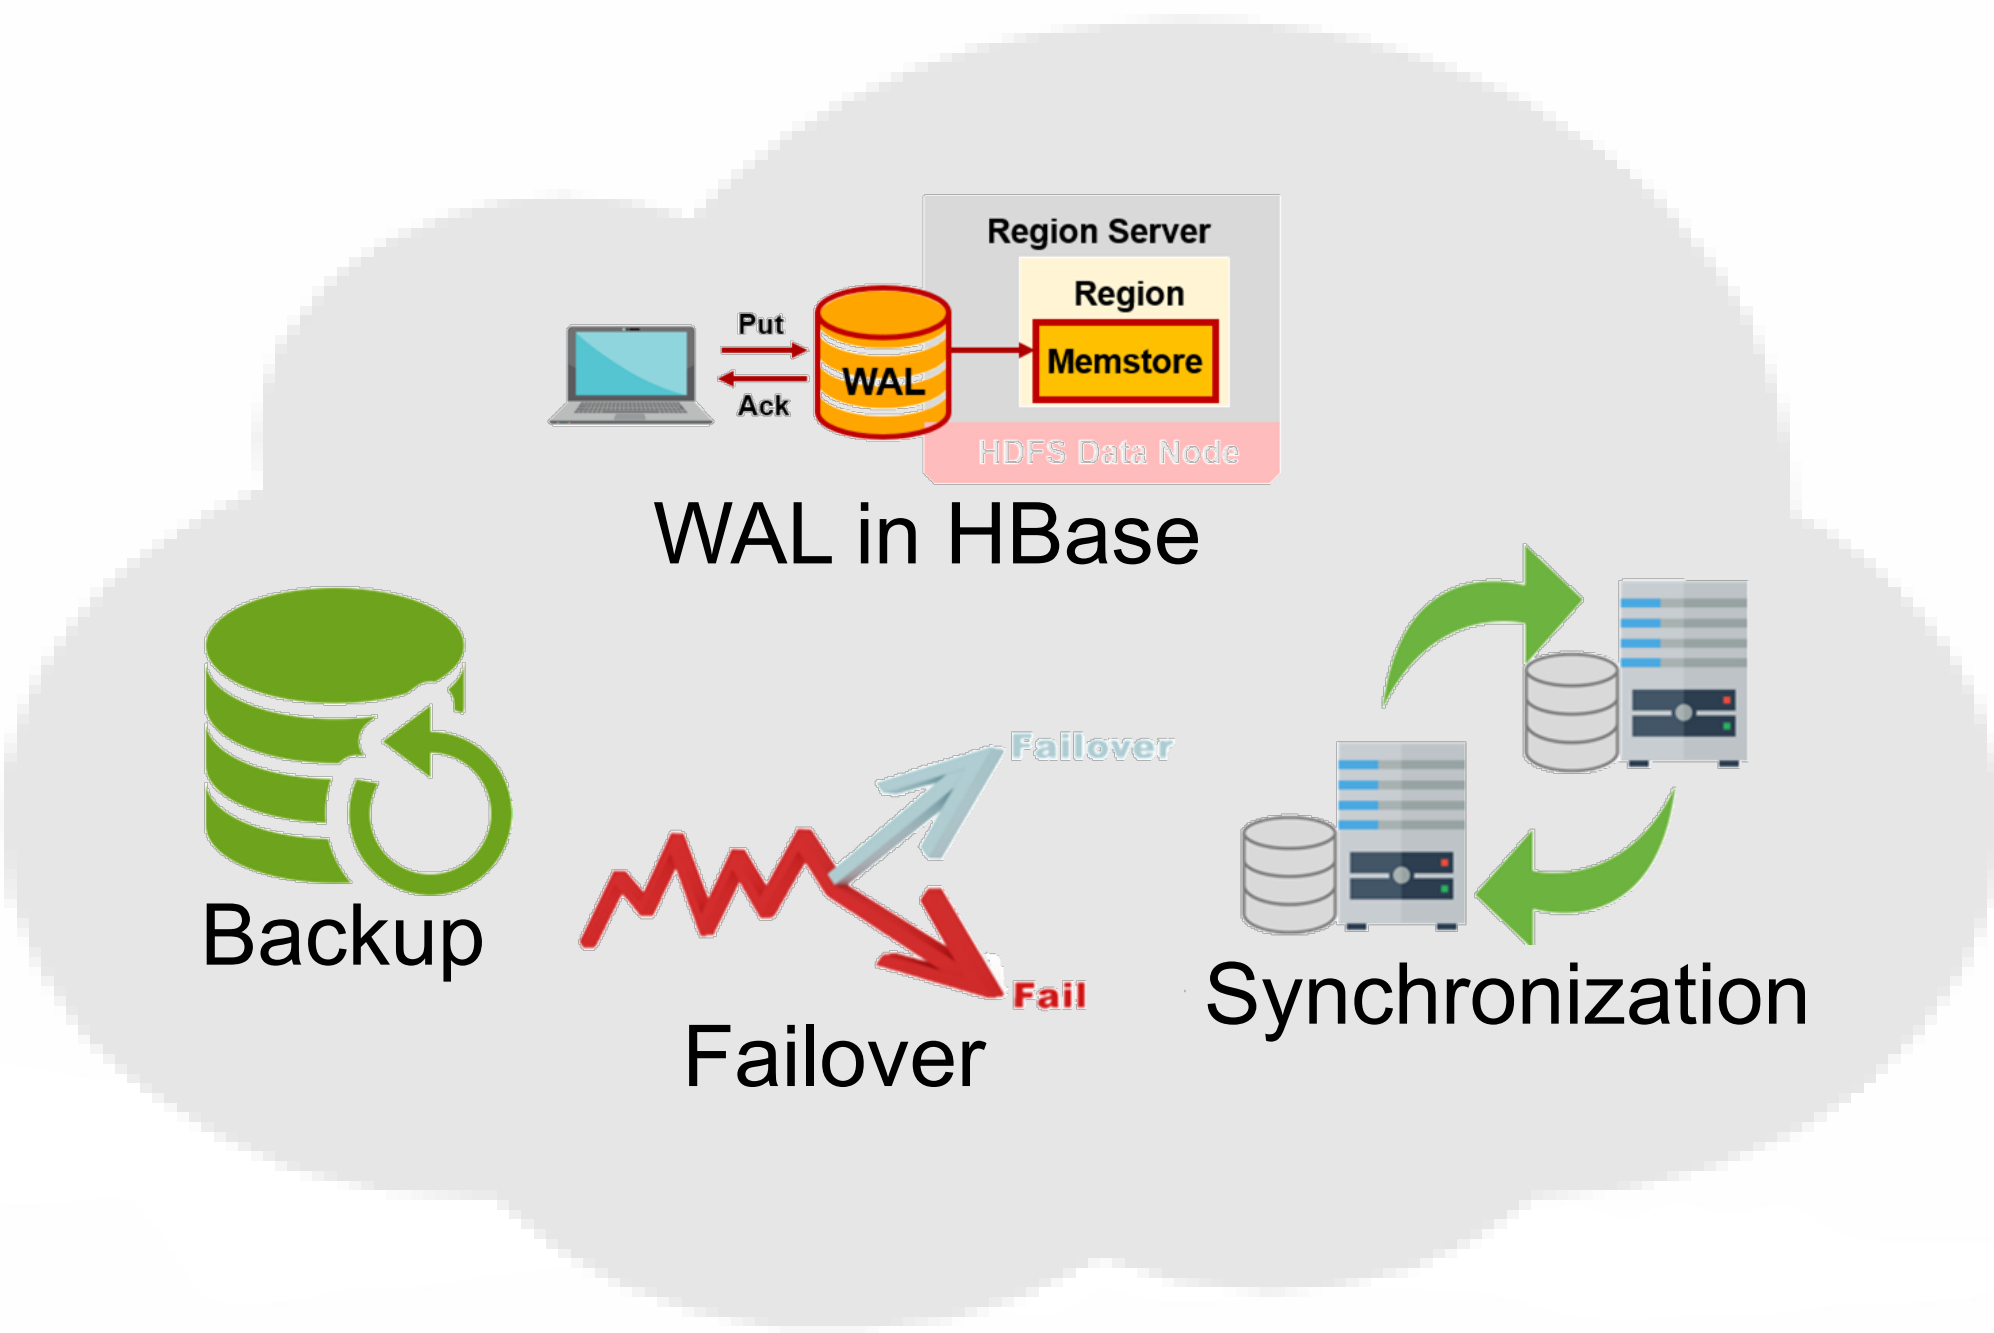 Region Server
Region
Put
Memstore
WAL
Ack
HDFS Data Node
WAL in HBase
Failover
Backup
Fail
Synchronization
Failover